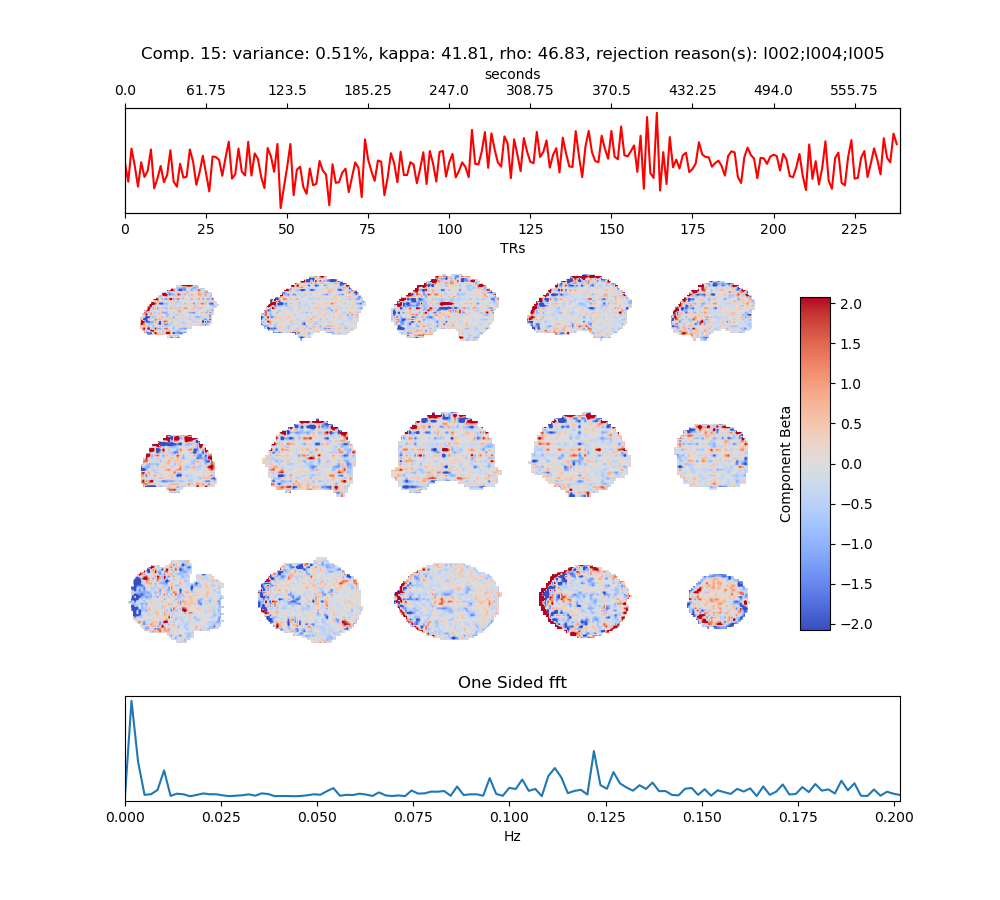 Comp. 15: variance: 0.51%, kappa: 41.81, rho: 46.83, rejection reason(s): I002;I004;I005
seconds
0.0 61.75 123.5 185.25 247.0 308.75 370.5 432.25 494.0 555.75
0 25 50 75 100 125 150 175 200 225
TRs
2.0
1.5
1.0
0.5
0.0
−0.5
−1.0
−1.5
−2.0
Component Beta
One Sided fft
0.000 0.025 0.050 0.075 0.100 0.125 0.150 0.175 0.200
Hz